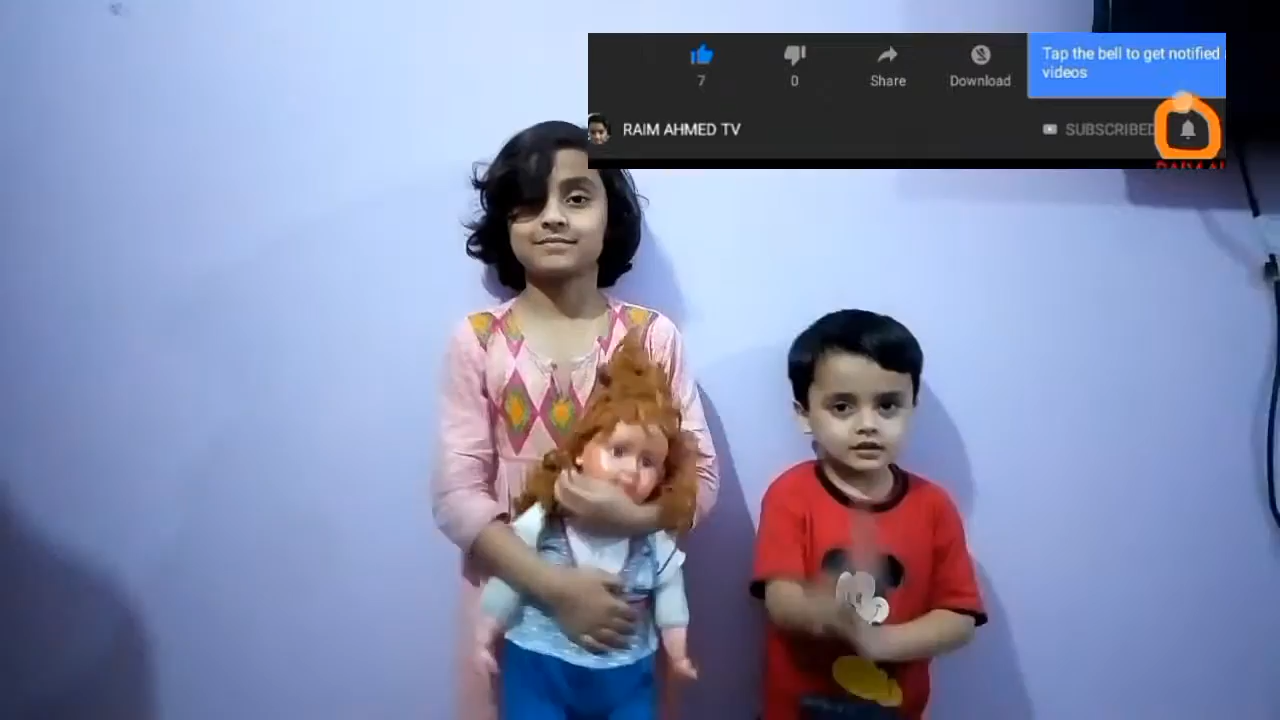 Tap the bell to get notified
videos
7
0
Share
Download
RAIM AHMED TV
SUBSCRIBED